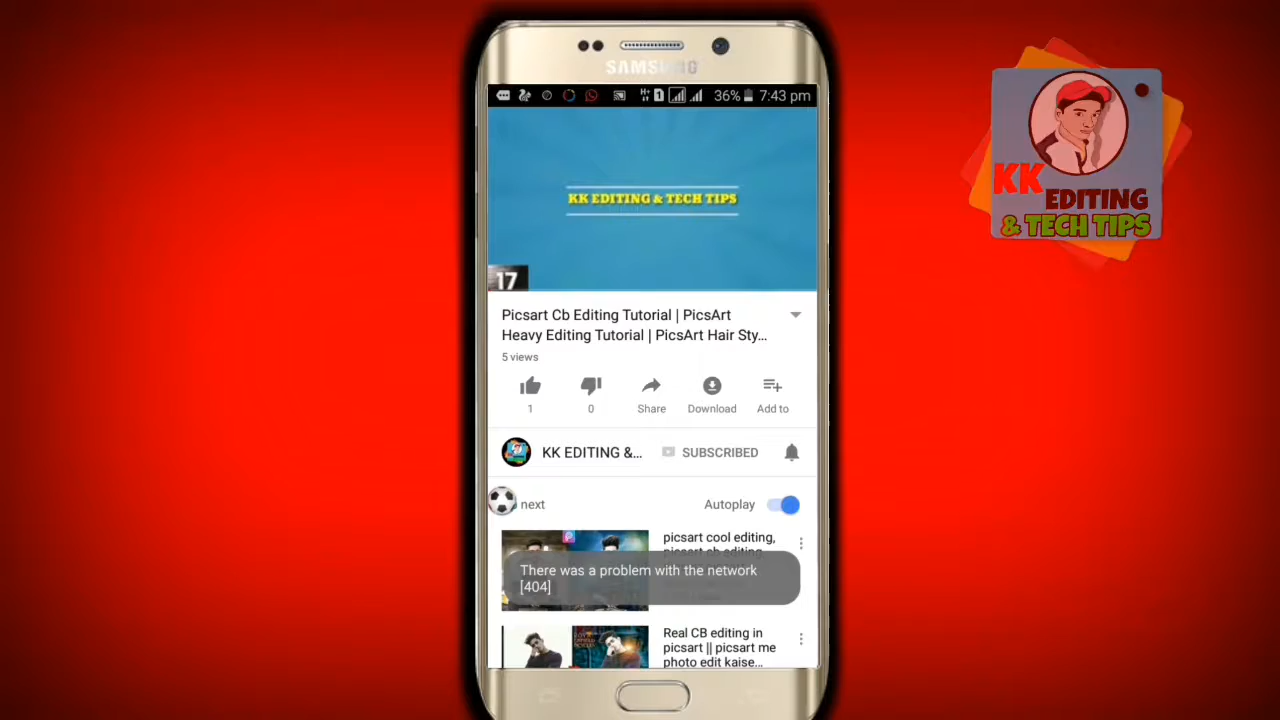 SAMSUNG
36% 7:43 pm
KK EDITING & TECH TIPS
17
Picsart Cb Editing Tutorial | PicsArt
Heavy Editing Tutorial | PicsArt Hair Sty...
5 views
1
0
Share
Download
Add to
KK EDITING &...
SUBSCRIBED
next
Autoplay
picsart cool editing,
picsart cb editing
There was a problem with the network
[404]
Real CB editing in
picsart || picsart me
photo edit kaise...
KK
EDITING
& TECH TIPS